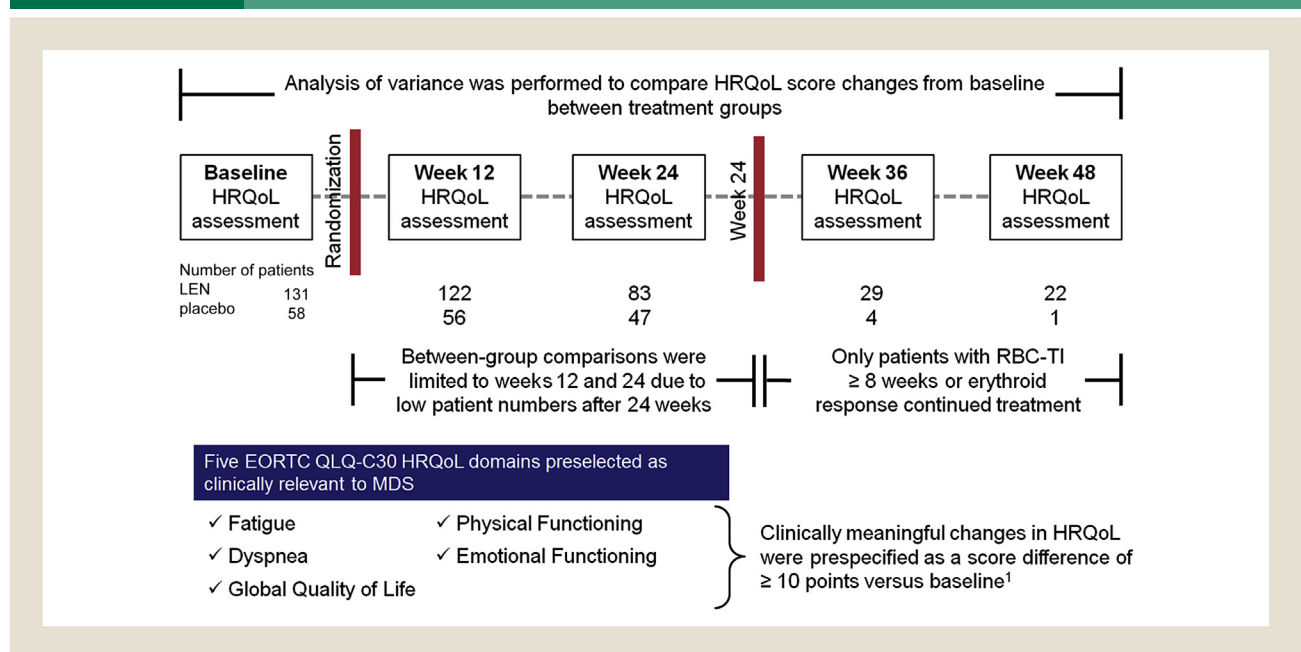 Analysis of variance was performed to compare HRQoL score changes from baseline
between treatment groups
Baseline
HRQoL
assessment
Randomization
Week 12
HRQoL
assessment
Week 24
HRQoL
assessment
Week 24
Week 36
HRQoL
assessment
Week 48
HRQoL
assessment
Number of patients
LEN 131 122 83 29 22
placebo 58 56 47 4 1
Between-group comparisons were
limited to weeks 12 and 24 due to
low patient numbers after 24 weeks
Only patients with RBC-TI
≥ 8 weeks or erythroid
response continued treatment
Five EORTC QLQ-C30 HRQoL domains preselected as
clinically relevant to MDS
✓ Fatigue
✓ Dyspnea
✓ Global Quality of Life
✓ Physical Functioning
✓ Emotional Functioning
Clinically meaningful changes in HRQoL
were prespecified as a score difference of
≥ 10 points versus baseline¹